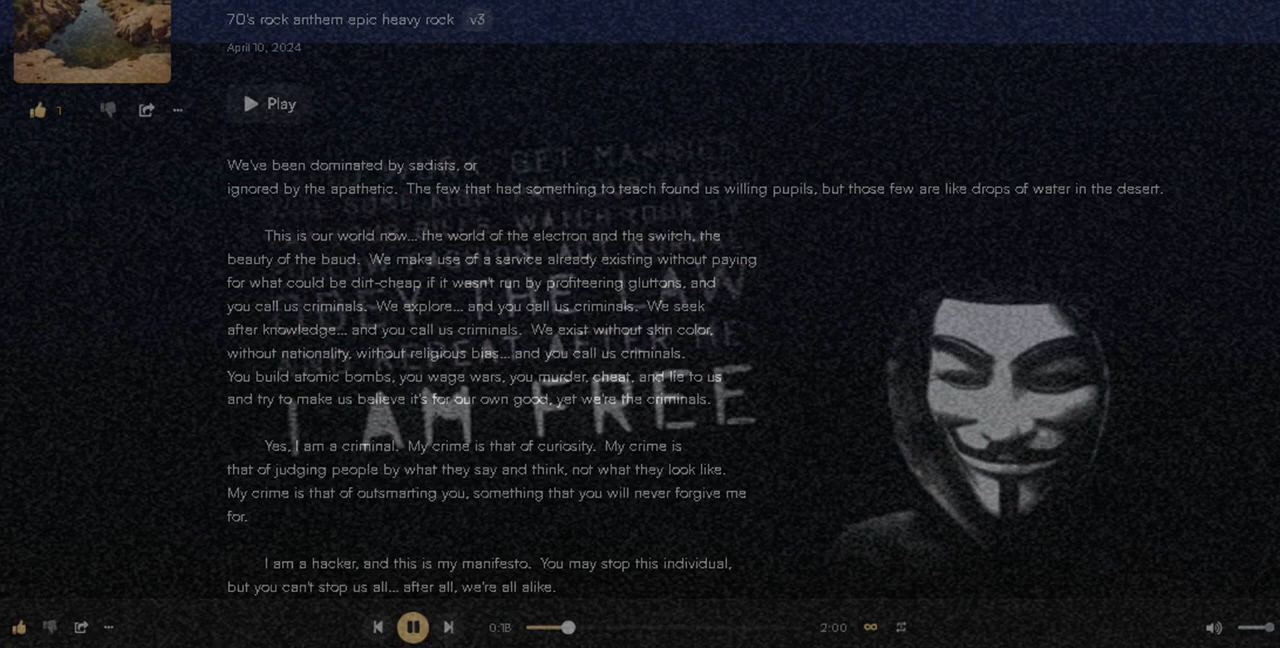 70's rock anthem epic heavy rock v3
April 10, 2024
1
Play
We've been dominated by sadists, or
ignored by the apathetic. The few that had something to teach found us willing pupils, but those few are like drops of water in the desert.
This is our world now... the world of the electron and the switch, the
beauty of the baud. We make use of a service already existing without paying
for what could be dirt-cheap if it wasn't run by profiteering gluttons, and
you call us criminals. We explore... and you call us criminals. We seek
after knowledge... and you call us criminals. We exist without skin color,
without nationality, without religious bias... and you call us criminals.
You build atomic bombs, you wage wars, you murder, cheat, and lie to us
and try to make us believe it's for our own good, yet we're the criminals.
Yes, I am a criminal. My crime is that of curiosity. My crime is
that of judging people by what they say and think, not what they look like.
My crime is that of outsmarting you, something that you will never forgive me
for.
I am a hacker, and this is my manifesto. You may stop this individual,
but you can't stop us all... after all, we're all alike.
GET MARRIED
WATCH YOUR TV
THE LAW
REPEAT AFTER ME
I AM FREE
0:18
2:00